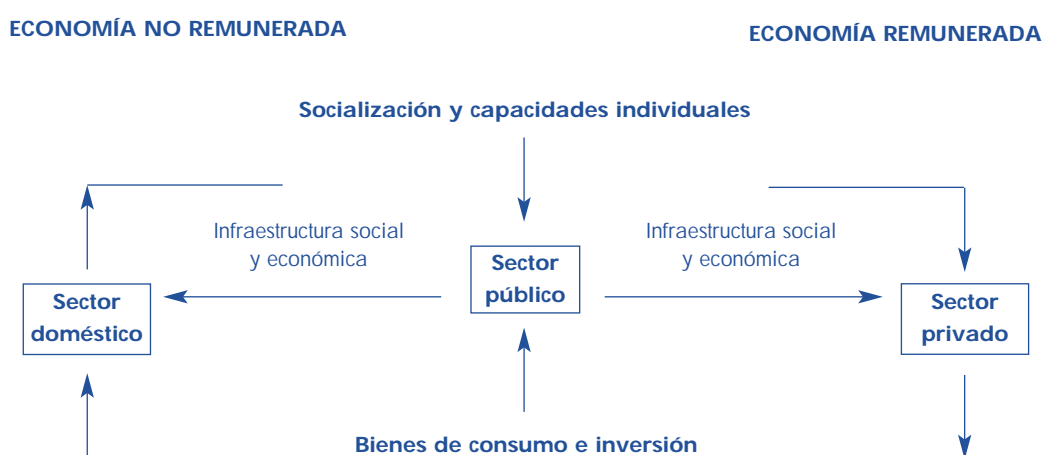 ECONOMÍA NO REMUNERADA
ECONOMÍA REMUNERADA
Socialización y capacidades individuales
Infraestructura social
y económica
Infraestructura social
y económica
Sector
público
Sector
doméstico
Sector
privado
Bienes de consumo e inversión